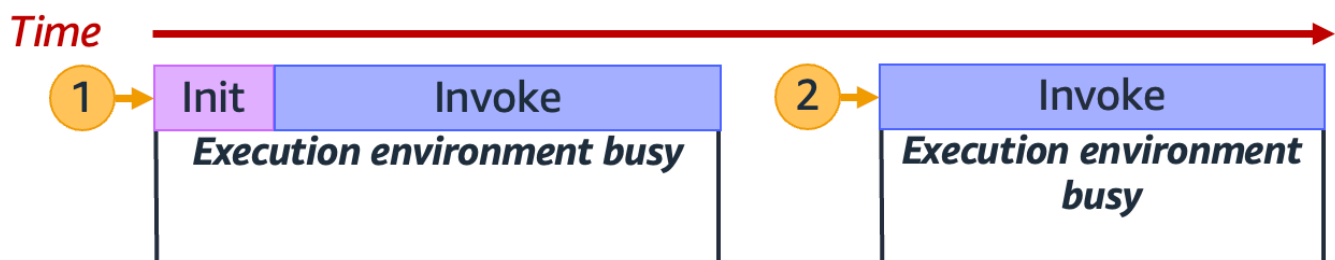 Time
1 Init Invoke 2 Invoke
Execution environment busy
Execution environment
busy